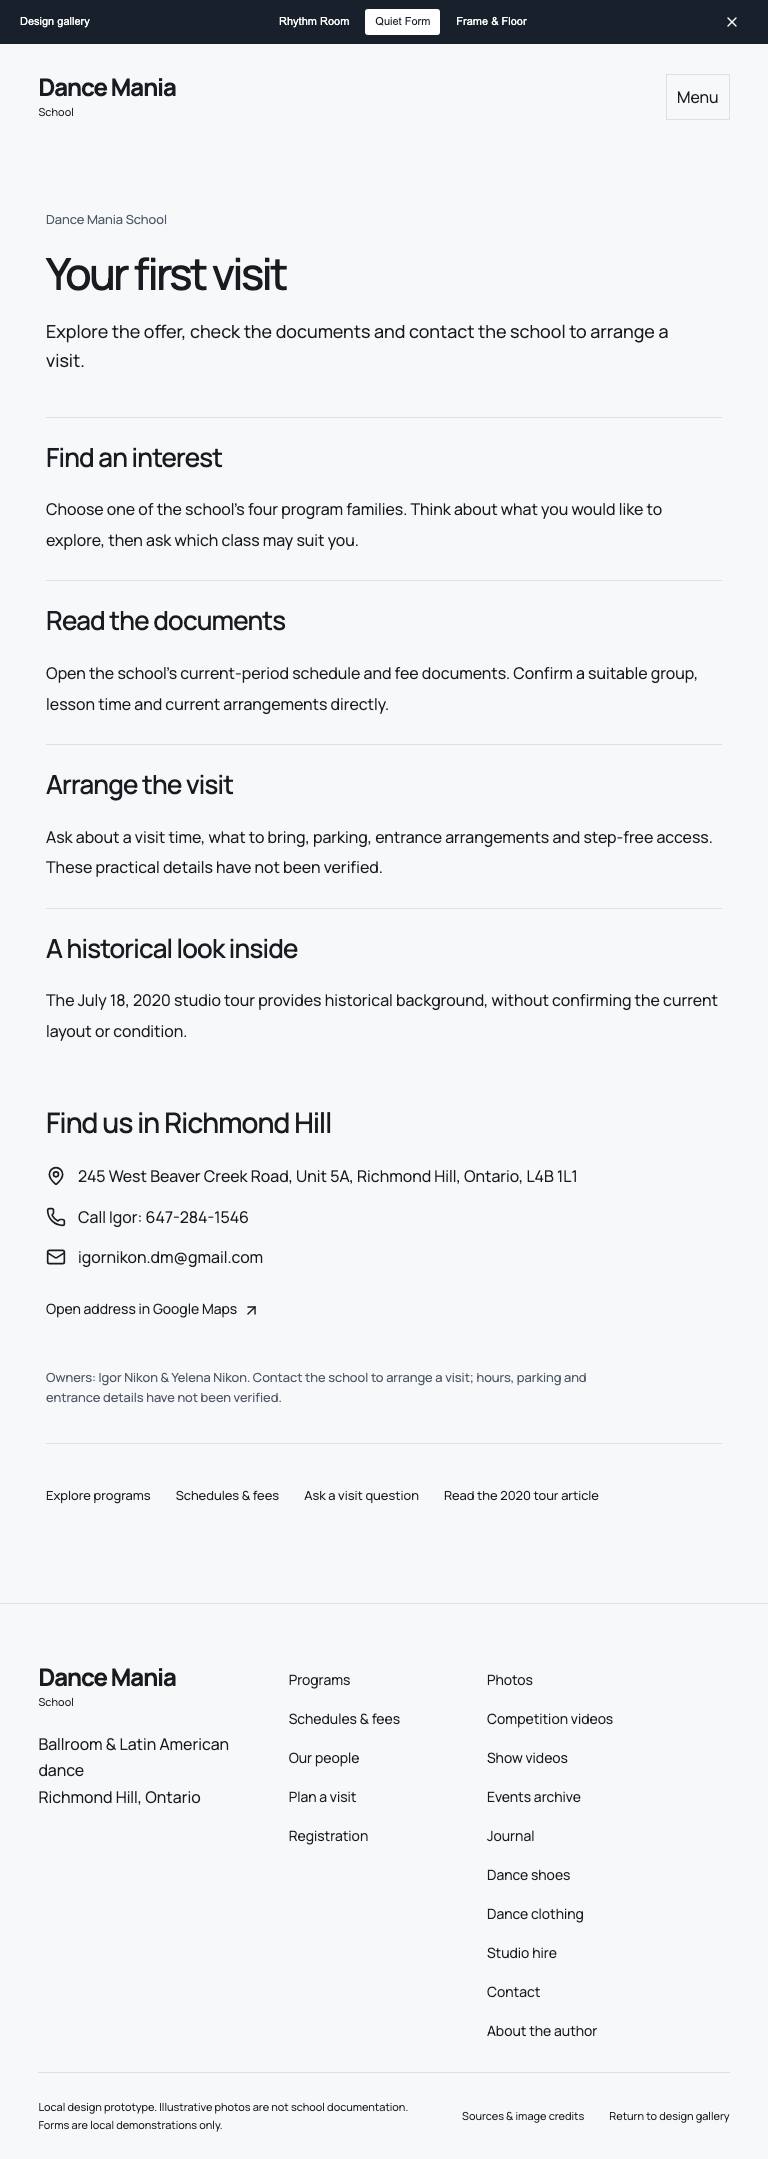 Design gallery
Rhythm Room
Quiet Form
Frame & Floor
Dance Mania
School
Menu
Dance Mania School
Your first visit
Explore the offer, check the documents and contact the school to arrange a
visit.
Find an interest
Choose one of the school's four program families. Think about what you would like to
explore, then ask which class may suit you.
Read the documents
Open the school's current-period schedule and fee documents. Confirm a suitable group,
lesson time and current arrangements directly.
Arrange the visit
Ask about a visit time, what to bring, parking, entrance arrangements and step-free access.
These practical details have not been verified.
A historical look inside
The July 18, 2020 studio tour provides historical background, without confirming the current
layout or condition.
Find us in Richmond Hill
245 West Beaver Creek Road, Unit 5A, Richmond Hill, Ontario, L4B 1L1
Call Igor: 647-284-1546
igornikon.dm@gmail.com
Open address in Google Maps
Owners: Igor Nikon & Yelena Nikon. Contact the school to arrange a visit; hours, parking and
entrance details have not been verified.
Explore programs
Schedules & fees
Ask a visit question
Read the 2020 tour article
Dance Mania
School
Ballroom & Latin American
dance
Richmond Hill, Ontario
Programs
Schedules & fees
Our people
Plan a visit
Registration
Photos
Competition videos
Show videos
Events archive
Journal
Dance shoes
Dance clothing
Studio hire
Contact
About the author
Local design prototype. Illustrative photos are not school documentation.
Forms are local demonstrations only.
Sources & image credits
Return to design gallery